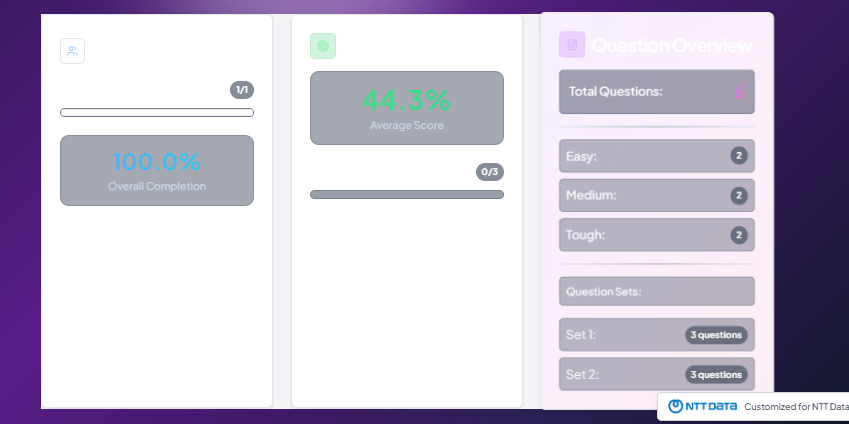 1/1
100.0%
Overall Completion
44.3%
Average Score
0/3
Question Overview
Total Questions:
6
Easy:
2
Medium:
2
Tough:
2
Question Sets:
Set 1:
3 questions
Set 2:
3 questions
NTT DATA
Customized for NTT Data